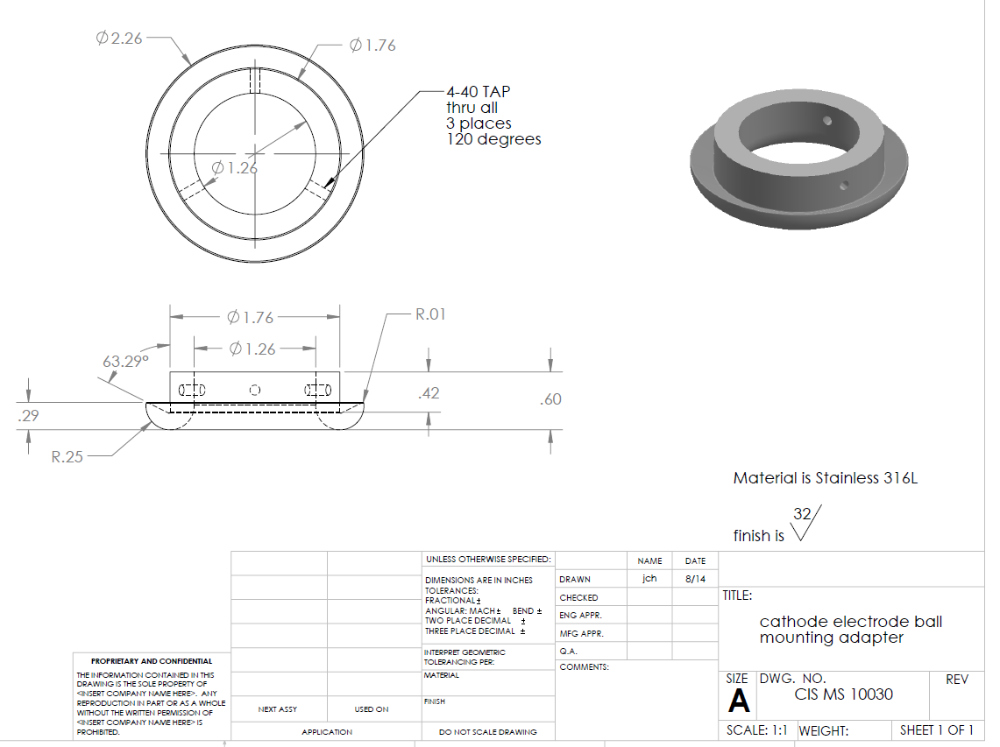 ∅2.26
∅1.76
4-40 TAP
thru all
3 places
120 degrees
∅1.26
∅1.76
R.01
∅1.26
63.29°
.42
.60
.29
R.25
Material is Stainless 316L
32
finish is
UNLESS OTHERWISE SPECIFIED:
DIMENSIONS ARE IN INCHES
TOLERANCES:
FRACTIONAL±
ANGULAR: MACH± BEND ±
TWO PLACE DECIMAL ±
THREE PLACE DECIMAL ±
INTERPRET GEOMETRIC
TOLERANCING PER:
MATERIAL
FINISH
DO NOT SCALE DRAWING
NAME DATE
DRAWN jch 8/14
CHECKED
ENG APPR.
MFG APPR.
Q.A.
COMMENTS:
TITLE:
cathode electrode ball
mounting adapter
SIZE DWG. NO. REV
A CIS MS 10030
SCALE: 1:1 WEIGHT: SHEET 1 OF 1
PROPRIETARY AND CONFIDENTIAL
THE INFORMATION CONTAINED IN THIS
DRAWING IS THE SOLE PROPERTY OF
<INSERT COMPANY NAME HERE>. ANY
REPRODUCTION IN PART OR AS A WHOLE
WITHOUT THE WRITTEN PERMISSION OF
<INSERT COMPANY NAME HERE> IS
PROHIBITED.
NEXT ASSY USED ON
APPLICATION